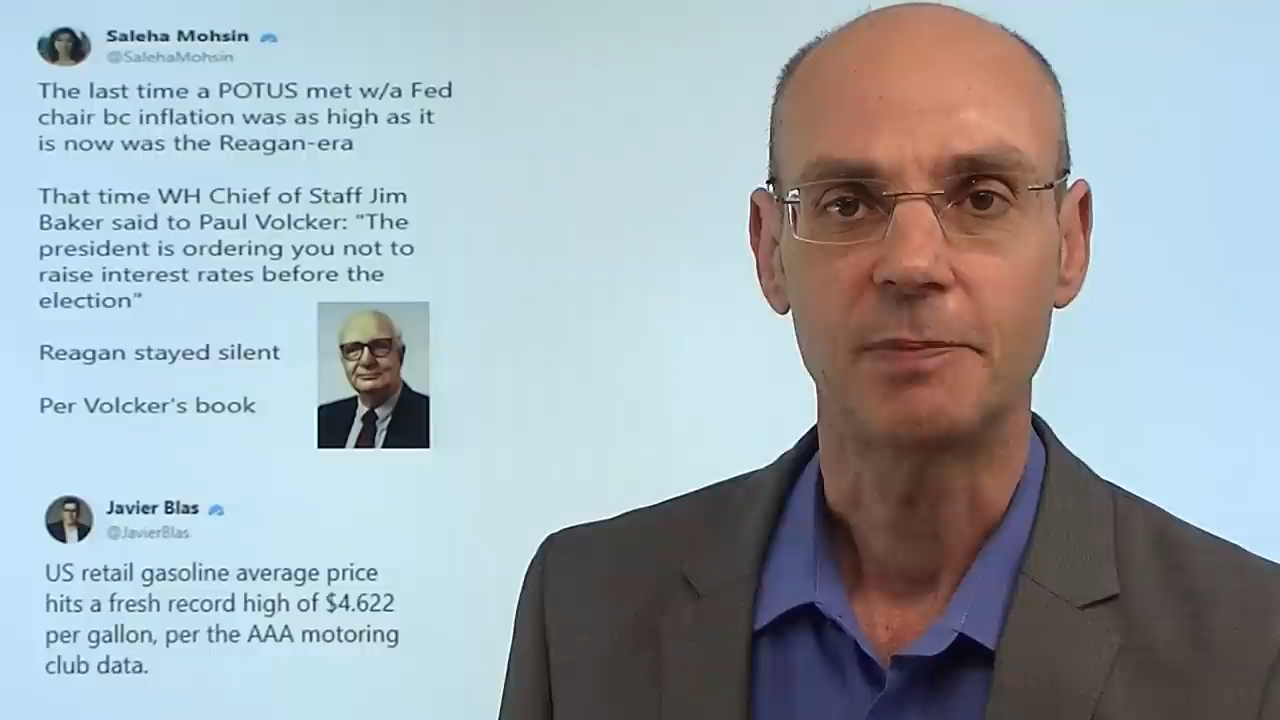 Saleha Mohsin
@SalehaMohsin
The last time a POTUS met w/a Fed
chair bc inflation was as high as it
is now was the Reagan-era
That time WH Chief of Staff Jim
Baker said to Paul Volcker: "The
president is ordering you not to
raise interest rates before the
election"
Reagan stayed silent
Per Volcker's book
Javier Blas
@JavierBlas
US retail gasoline average price
hits a fresh record high of $4.622
per gallon, per the AAA motoring
club data.